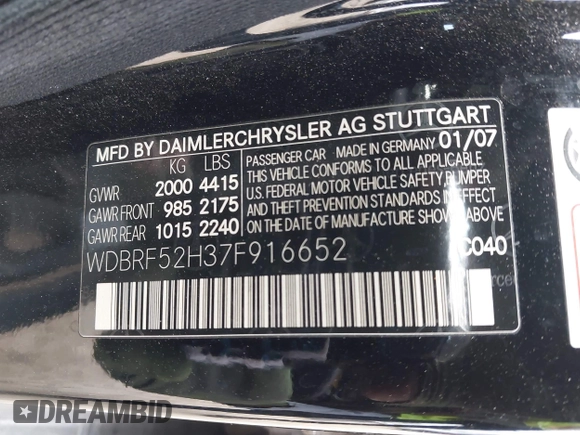 MFD BY DAIMLERCHRYSLER AG STUTTGART
KG LBS
GVWR 2000 4415
GAWR FRONT 985 2175
GAWR REAR 1015 2240
PASSENGER CAR MADE IN GERMANY 01/07
THIS VEHICLE CONFORMS TO ALL APPLICABLE
U.S. FEDERAL MOTOR VEHICLE SAFETY BUMPER
AND THEFT PREVENTION STANDARDS IN EFFECT
ON THE DATE OF MANUFACTURE SHOWN ABOVE
WDBRF52H37F916652
C040
DREAMBID